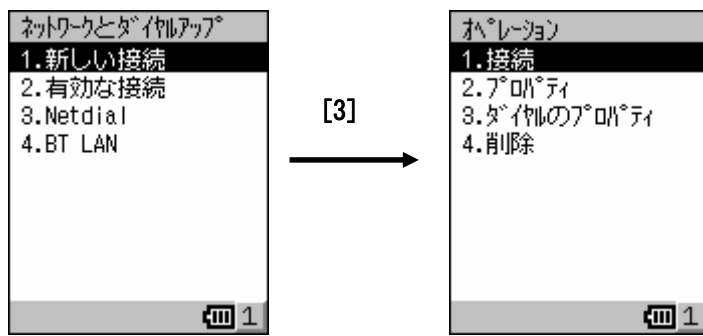 ﾈｯﾄﾜｰｸとﾀﾞｲﾔﾙｱｯﾌﾟ
1.新しい接続
2.有効な接続
3.Netdial
4.BT LAN
1
[3]
ｵﾍﾟﾚｰｼｮﾝ
1.接続
2.ﾌﾟﾛﾊﾟﾃｨ
3.ﾀﾞｲﾔﾙのﾌﾟﾛﾊﾟﾃｨ
4.削除
1